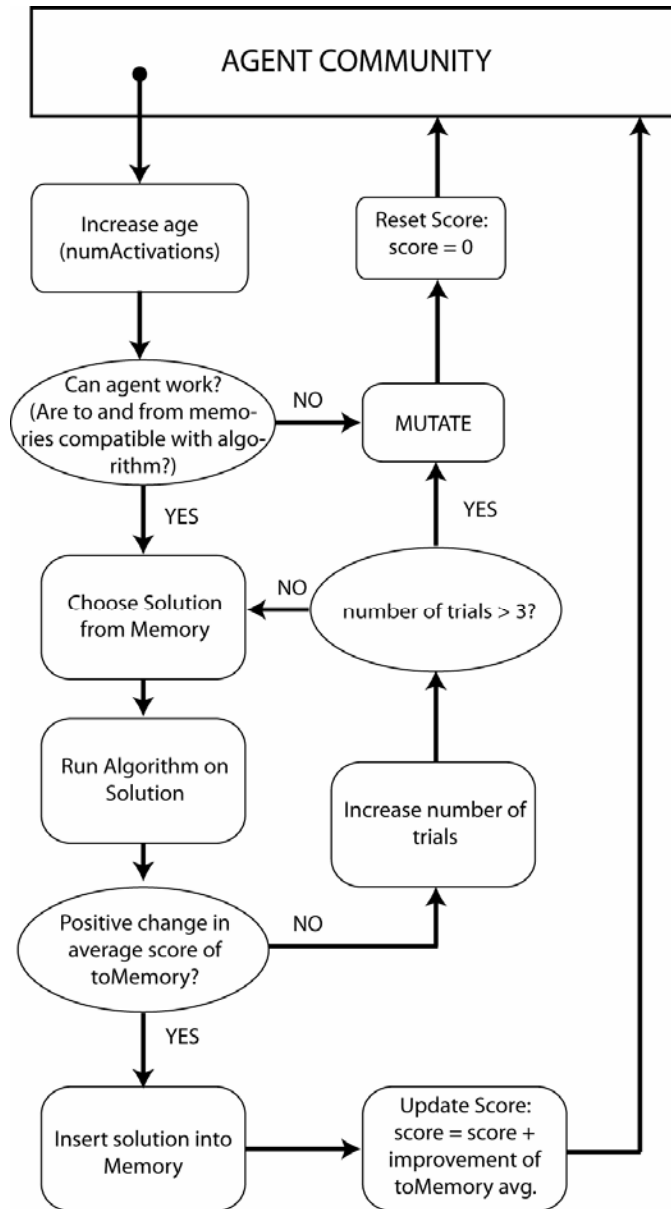 AGENT COMMUNITY
Increase age
(numActivations)
Reset Score:
score = 0
Can agent work?
(Are to and from memo-
ries compatible with algo-
rithm?)
NO
MUTATE
YES
YES
Choose Solution
from Memory
NO
number of trials > 3?
Run Algorithm on
Solution
Increase number of
trials
Positive change in
average score of
toMemory?
NO
YES
Insert solution into
Memory
Update Score:
score = score +
improvement of
toMemory avg.